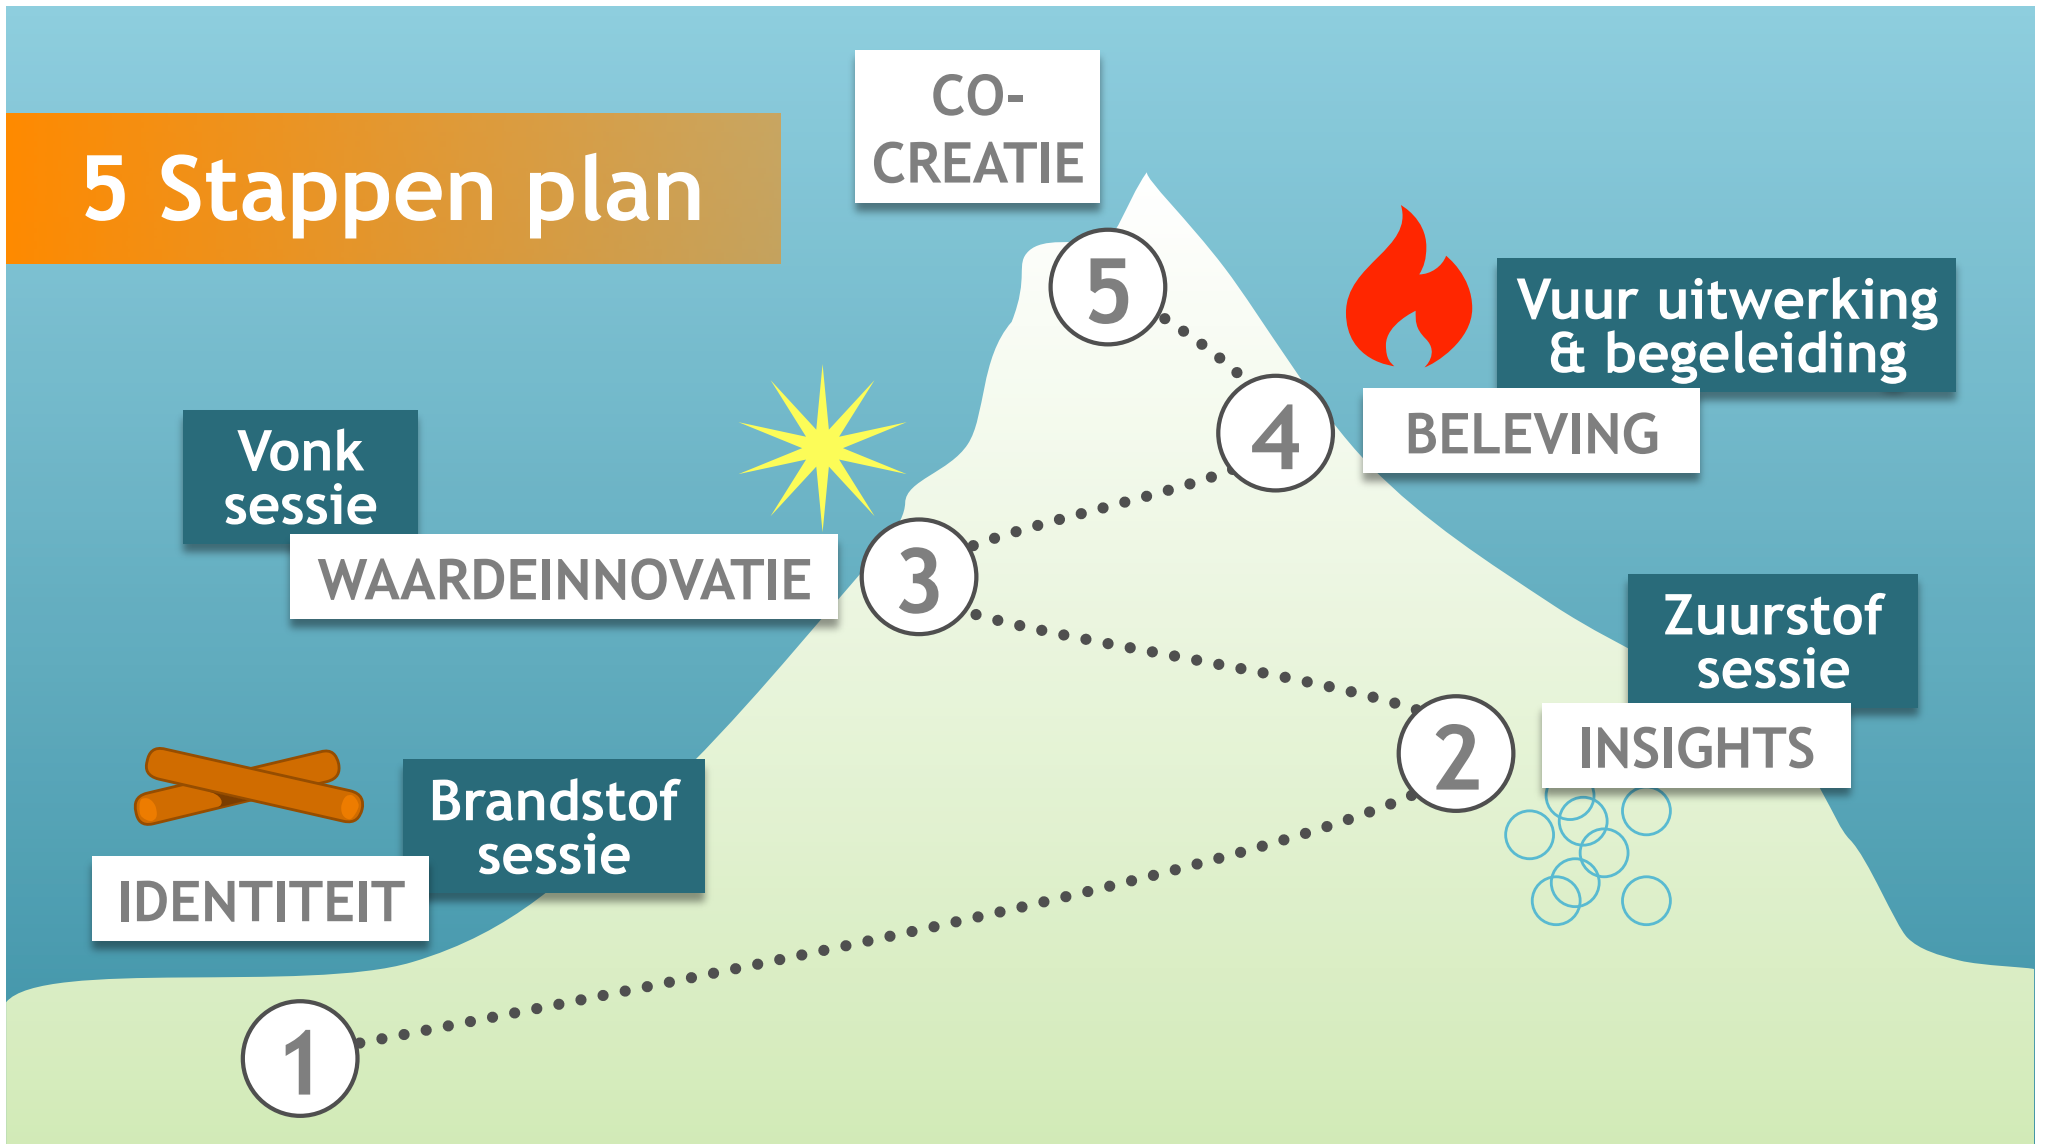 5 Stappen plan
CO-
CREATIE
5
Vuur uitwerking
& begeleiding
4
BELEVING
Vonk
sessie
WAARDEINNOVATIE
3
Zuurstof
sessie
2
INSIGHTS
Brandstof
sessie
IDENTITEIT
1